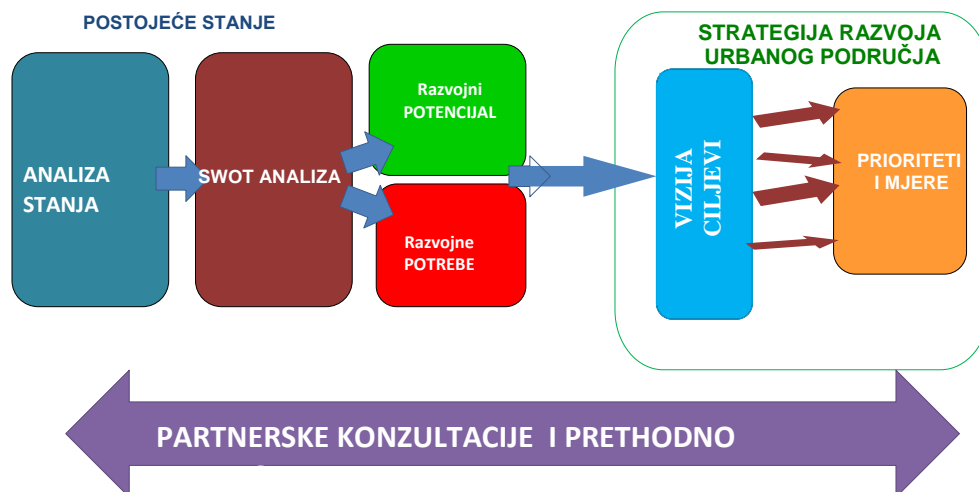 POSTOJEĆE STANJE
STRATEGIJA RAZVOJA
URBANOG PODRUČJA
ANALIZA
STANJA
SWOT ANALIZA
Razvojni
POTENCIJAL
Razvojne
POTREBE
VIZIJA
CILJEVI
PRIORITETI
I MJERE
PARTNERSKE KONZULTACIJE I PRETHODNO